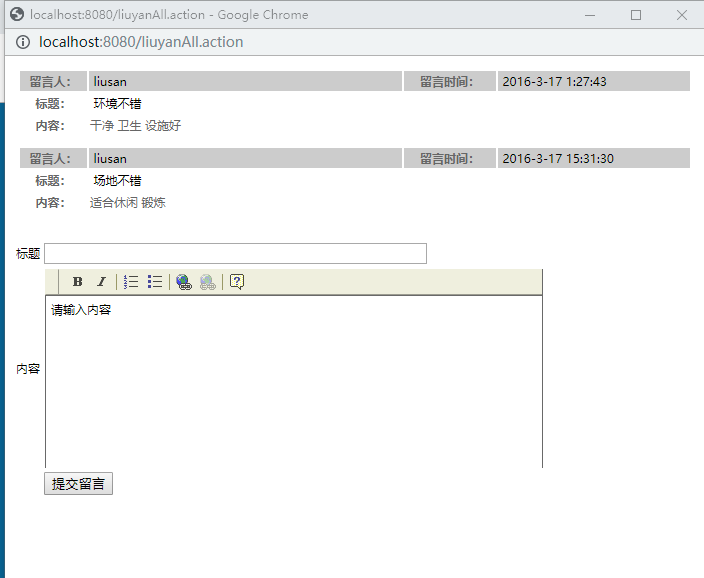 localhost:8080/liuyanAll.action - Google Chrome
localhost:8080/liuyanAll.action
留言人： liusan 留言时间： 2016-3-17 1:27:43
标题： 环境不错
内容： 干净 卫生 设施好
留言人： liusan 留言时间： 2016-3-17 15:31:30
标题： 场地不错
内容： 适合休闲 锻炼
标题
B I
请输入内容
内容
提交留言